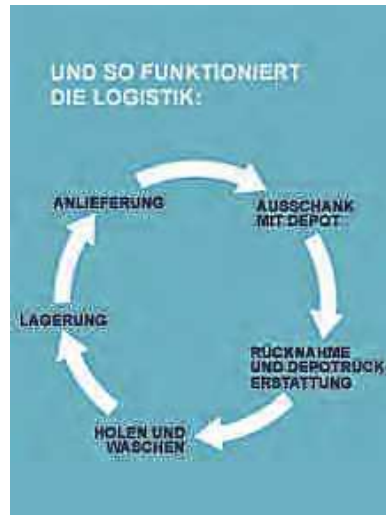 UND SO FUNKTIONIERT
DIE LOGISTIK:
ANLIEFERUNG
AUSSCHANK
MIT DEPOT
RÜCKNAHME
UND DEPOTRÜCK
ERSTATTUNG
HOLEN UND
WASCHEN
LAGERUNG